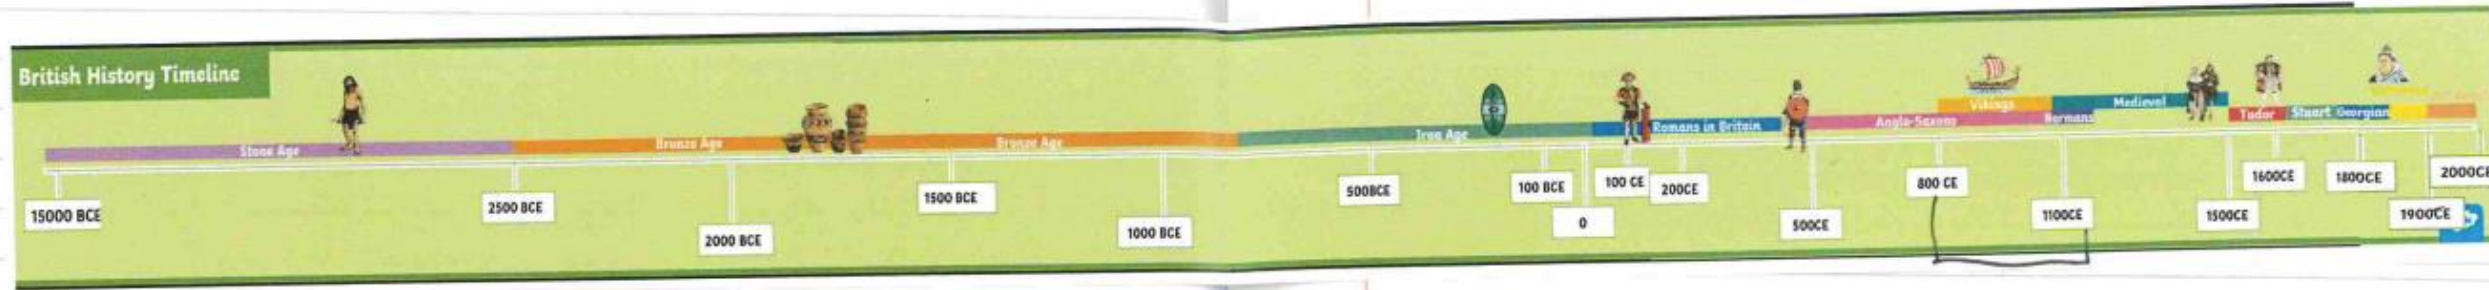 British History Timeline
Stone Age
Bronze Age
Bronze Age
Iron Age
Romans in Britain
Anglo-Saxons
Vikings
Normans
Medieval
Tudor
Stuart
Georgian
15000 BCE
2500 BCE
2000 BCE
1500 BCE
1000 BCE
500BCE
100 BCE
0
100 CE
200CE
500CE
800 CE
1100CE
1500CE
1600CE
1800CE
1900CE
2000CE